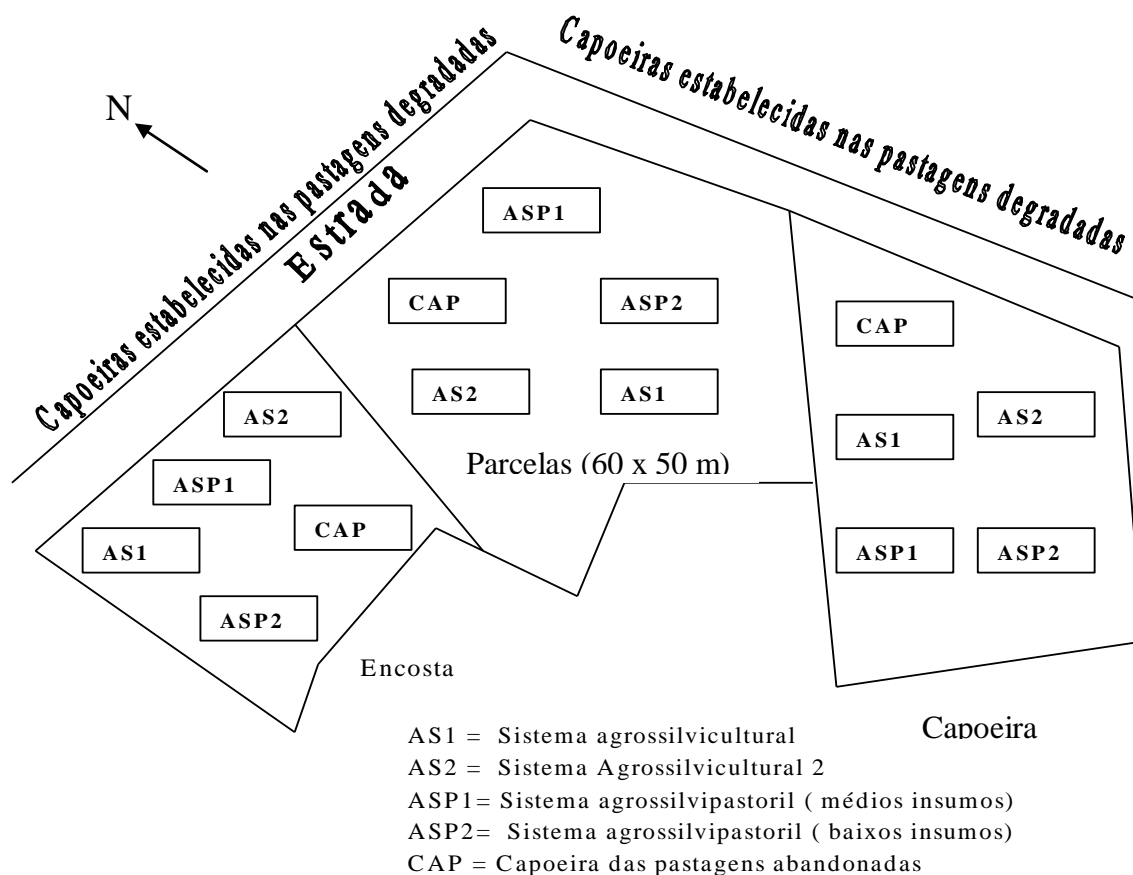 Capoeiras estabelecidas nas pastagens degradadas
Capoeiras estabelecidas nas pastagens degradadas
N
Estrada
ASP1
CAP
ASP2
AS2
AS1
Parcelas (60 x 50 m)
CAP
AS1
AS2
ASP1
ASP2
AS2
ASP1
CAP
AS1
ASP2
Encosta
Capoeira
AS1 = Sistema agrossilvicultural
AS2 = Sistema Agrossilvicultural 2
ASP1= Sistema agrossilvipastoril ( médios insumos)
ASP2= Sistema agrossilvipastoril ( baixos insumos)
CAP = Capoeira das pastagens abandonadas